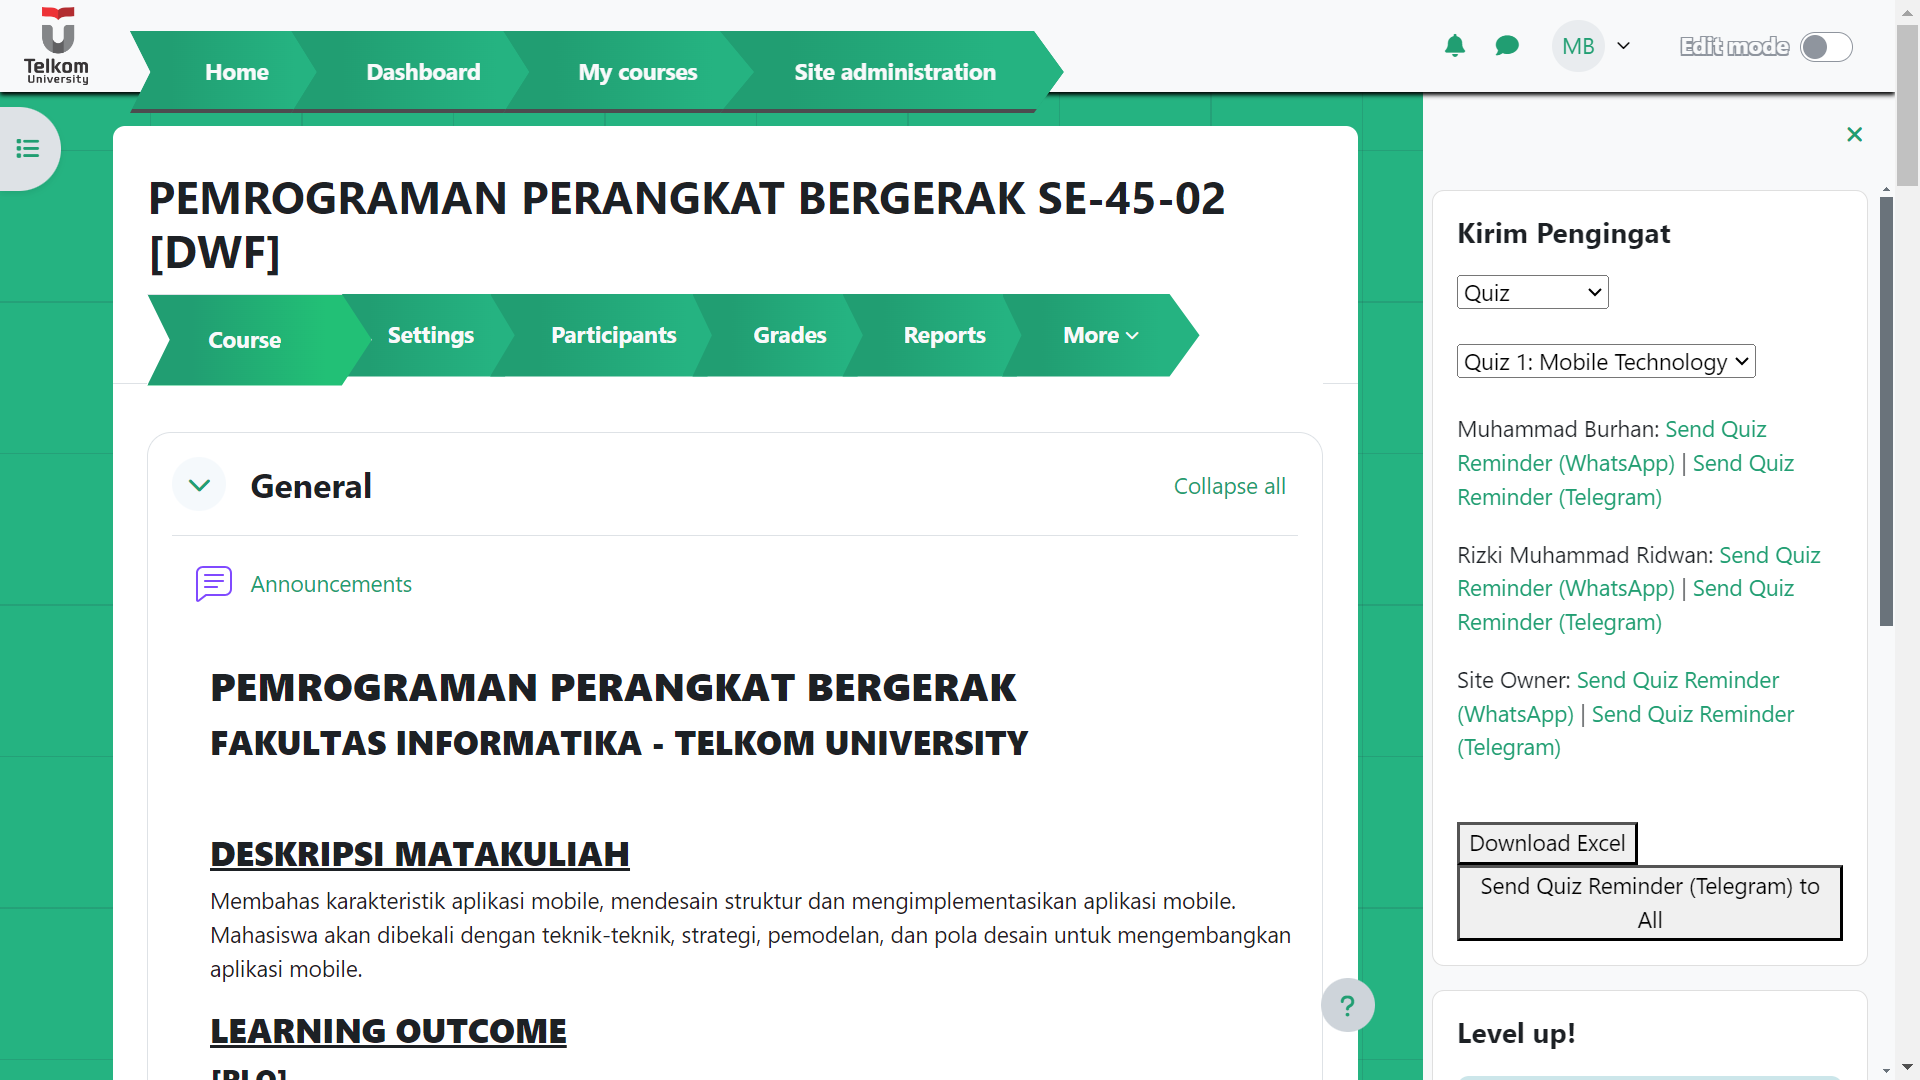 Telkom
University
Home
Dashboard
My courses
Site administration
MB
Edit mode
PEMROGRAMAN PERANGKAT BERGERAK SE-45-02
[DWF]
Course
Settings
Participants
Grades
Reports
More
General
Collapse all
Announcements
PEMROGRAMAN PERANGKAT BERGERAK
FAKULTAS INFORMATIKA - TELKOM UNIVERSITY
DESKRIPSI MATAKULIAH
Membahas karakteristik aplikasi mobile, mendesain struktur dan mengimplementasikan aplikasi mobile.
Mahasiswa akan dibekali dengan teknik-teknik, strategi, pemodelan, dan pola desain untuk mengembangkan
aplikasi mobile.
LEARNING OUTCOME
[PLO]
?
Kirim Pengingat
Quiz
Quiz 1: Mobile Technology
Muhammad Burhan: Send Quiz
Reminder (WhatsApp) | Send Quiz
Reminder (Telegram)
Rizki Muhammad Ridwan: Send Quiz
Reminder (WhatsApp) | Send Quiz
Reminder (Telegram)
Site Owner: Send Quiz Reminder
(WhatsApp) | Send Quiz Reminder
(Telegram)
Download Excel
Send Quiz Reminder (Telegram) to
All
Level up!